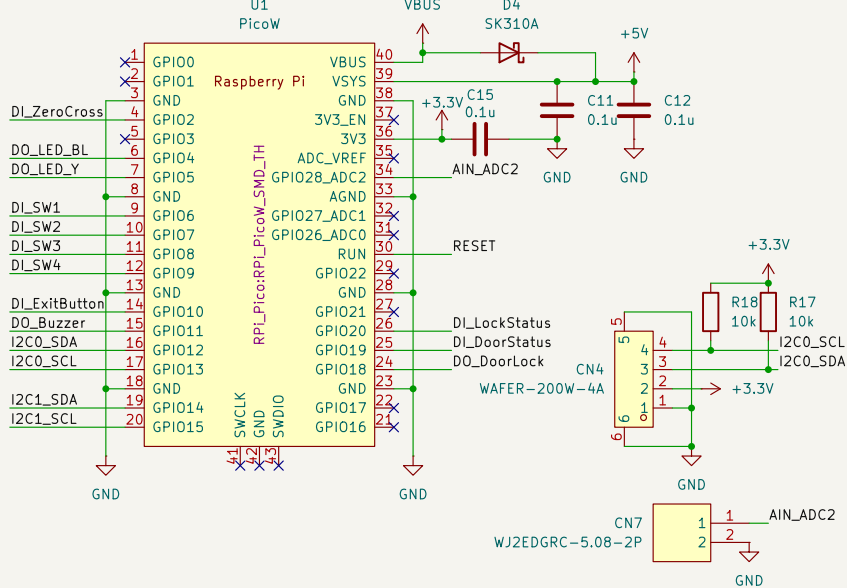 U1
PicoW
VBUS
D4
SK310A
+5V
1 GPIO0 VBUS 40
2 GPIO1 Raspberry Pi VSYS 39
3 GND GND 38
DI_ZeroCross 4 GPIO2 3V3_EN 37
5 GPIO3 3V3 36
DO_LED_BL 6 GPIO4 ADC_VREF 35
DO_LED_Y 7 GPIO5 GPIO28_ADC2 34 AIN_ADC2
8 GND AGND 33
DI_SW1 9 GPIO6 GPIO27_ADC1 32
DI_SW2 10 GPIO7 GPIO26_ADC0 31
DI_SW3 11 GPIO8 RUN 30 RESET
DI_SW4 12 GPIO9 GPIO22 29
13 GND GND 28
DI_ExitButton 14 GPIO10 GPIO21 27
DO_Buzzer 15 GPIO11 GPIO20 26 DI_LockStatus
I2C0_SDA 16 GPIO12 GPIO19 25 DI_DoorStatus
I2C0_SCL 17 GPIO13 GPIO18 24 DO_DoorLock
18 GND GND 23
I2C1_SDA 19 GPIO14 GPIO17 22
I2C1_SCL 20 GPIO15 GPIO16 21
RPi_Pico:RPi_PicoW_SMD_TH
SWCLK GND SWDIO
41 42 43
GND
GND
+3.3V
C15
0.1u
C11
0.1u
C12
0.1u
GND
GND
+3.3V
R18
10k
R17
10k
CN4
WAFER-200W-4A
5
5
4 4 I2C0_SCL
3 3 I2C0_SDA
2 2 +3.3V
1 1
6
6
GND
CN7
WJ2EDGRC-5.08-2P
1 1 AIN_ADC2
2 2
GND